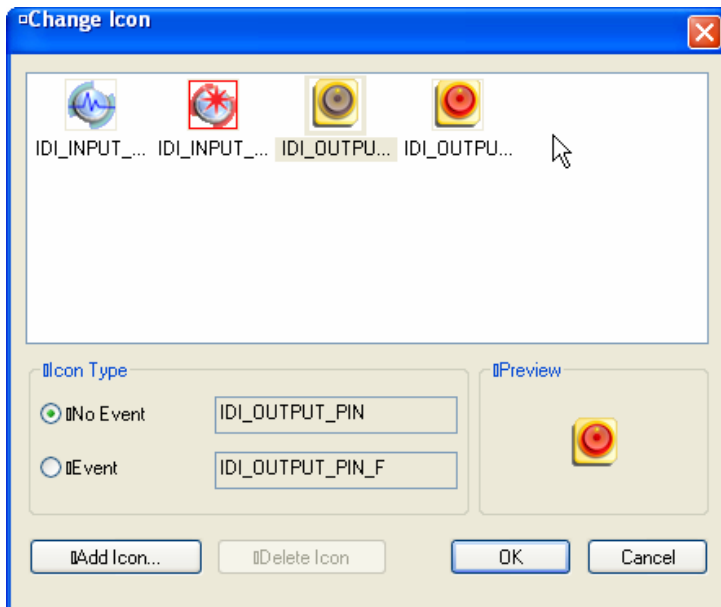 ▯Change Icon
IDI_INPUT_... IDI_INPUT_... IDI_OUTPU... IDI_OUTPU...
▯Icon Type
▯Preview
▯No Event IDI_OUTPUT_PIN
▯Event IDI_OUTPUT_PIN_F
▯Add Icon... ▯Delete Icon OK Cancel